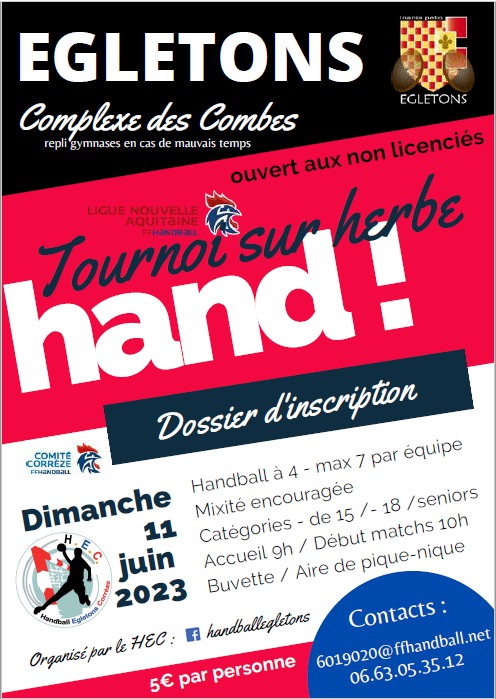 EGLETONS
Inania pello
EGLETONS
Complexe des Combes
repli gymnases en cas de mauvais temps
ouvert aux non licenciés
LIGUE NOUVELLE
AQUITAINE
FFHANDBALL
Tournoi sur herbe
hand !
Dossier d'inscription
COMITÉ
CORRÈZE
FFHANDBALL
Handball à 4 - max 7 par équipe
Mixité encouragée
Catégories - de 15 /- 18 /seniors
Accueil 9h / Début matchs 10h
Buvette / Aire de pique-nique
Dimanche
11
juin
2023
H.E.C
Handball Egletons Corrèze
Organisé par le HEC : f handballegletons
5€ par personne
Contacts :
6019020@ffhandball.net
06.63.05.35.12